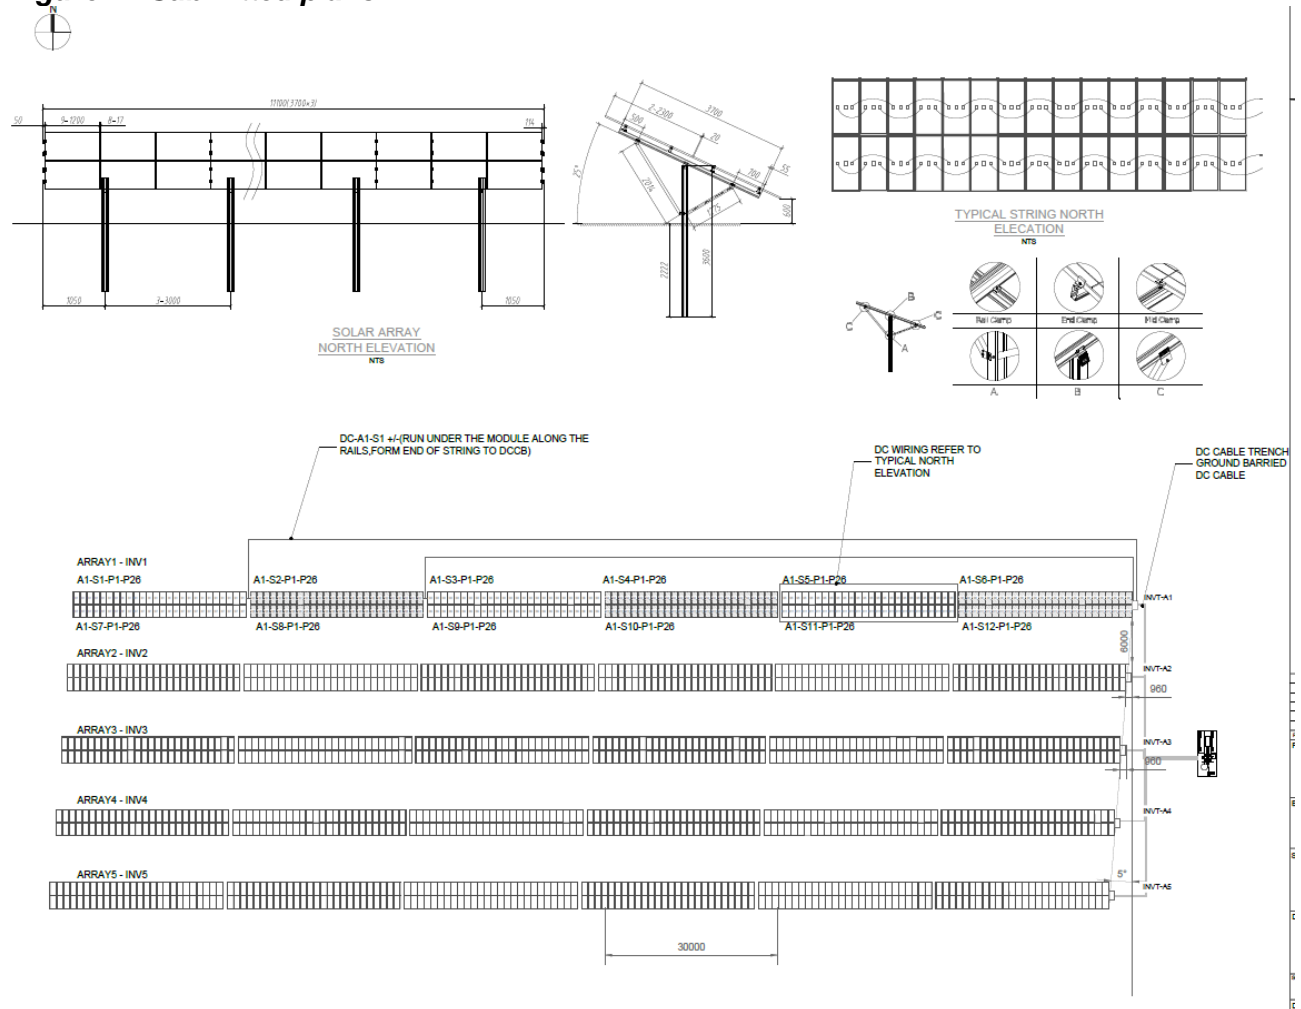 N
17100(3700×3)
50
9-1200
8-17
114
1050
3-3000
1050
SOLAR ARRAY
NORTH ELEVATION
NTS
3700
2-2300
500
20
55
25°
2014
700
1775
600
2222
3600
TYPICAL STRING NORTH
ELECATION
NTS
B
C
C
A
Rail Clamp
End Clamp
Mid Clamp
A
B
C
DC-A1-S1 +/-(RUN UNDER THE MODULE ALONG THE
RAILS,FORM END OF STRING TO DCCB)
DC WIRING REFER TO
TYPICAL NORTH
ELEVATION
DC CABLE TRENCH
GROUND BARRIED
DC CABLE
ARRAY1 - INV1
A1-S1-P1-P26
A1-S2-P1-P26
A1-S3-P1-P26
A1-S4-P1-P26
A1-S5-P1-P26
A1-S6-P1-P26
INVT-A1
A1-S7-P1-P26
A1-S8-P1-P26
A1-S9-P1-P26
A1-S10-P1-P26
A1-S11-P1-P26
A1-S12-P1-P26
6000
ARRAY2 - INV2
INVT-A2
960
ARRAY3 - INV3
INVT-A3
960
ARRAY4 - INV4
INVT-A4
ARRAY5 - INV5
5°
INVT-A5
30000